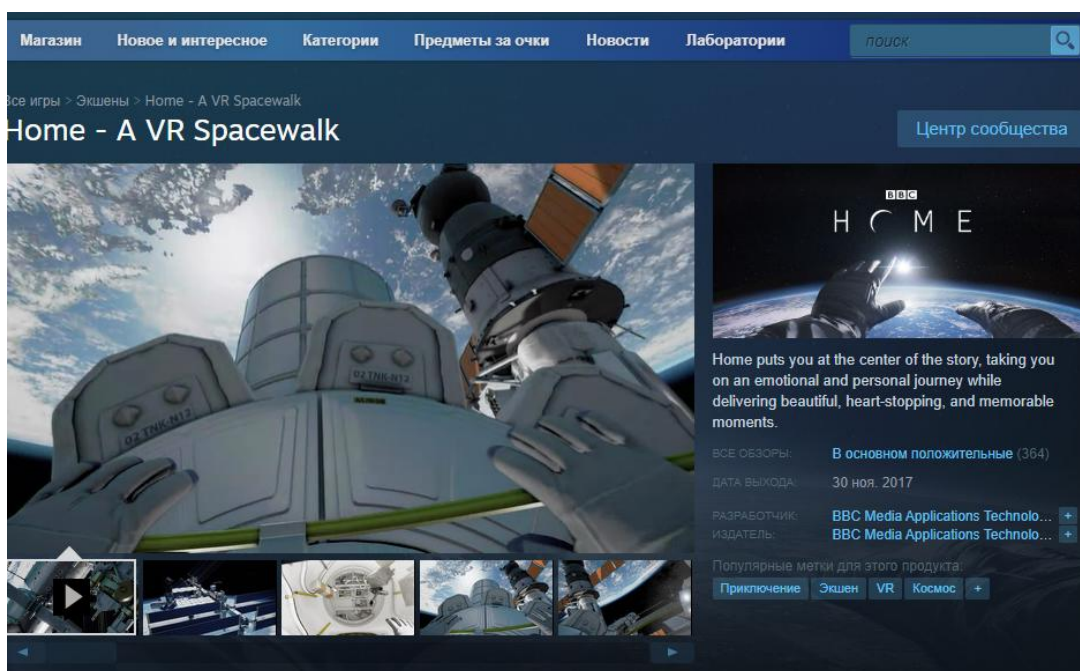 Магазин Новое и интересное Категории Предметы за очки Новости Лаборатории поиск
Все игры > Экшены > Home - A VR Spacewalk
Home - A VR Spacewalk
Центр сообщества
BBC
HOME
02 TNK-N12
02 TNK-N12
Home puts you at the center of the story, taking you
on an emotional and personal journey while
delivering beautiful, heart-stopping, and memorable
moments.
ВСЕ ОБЗОРЫ: В основном положительные (364)
ДАТА ВЫХОДА: 30 ноя. 2017
РАЗРАБОТЧИК: BBC Media Applications Technolo... +
ИЗДАТЕЛЬ: BBC Media Applications Technolo... +
Популярные метки для этого продукта:
Приключение Экшен VR Космос +